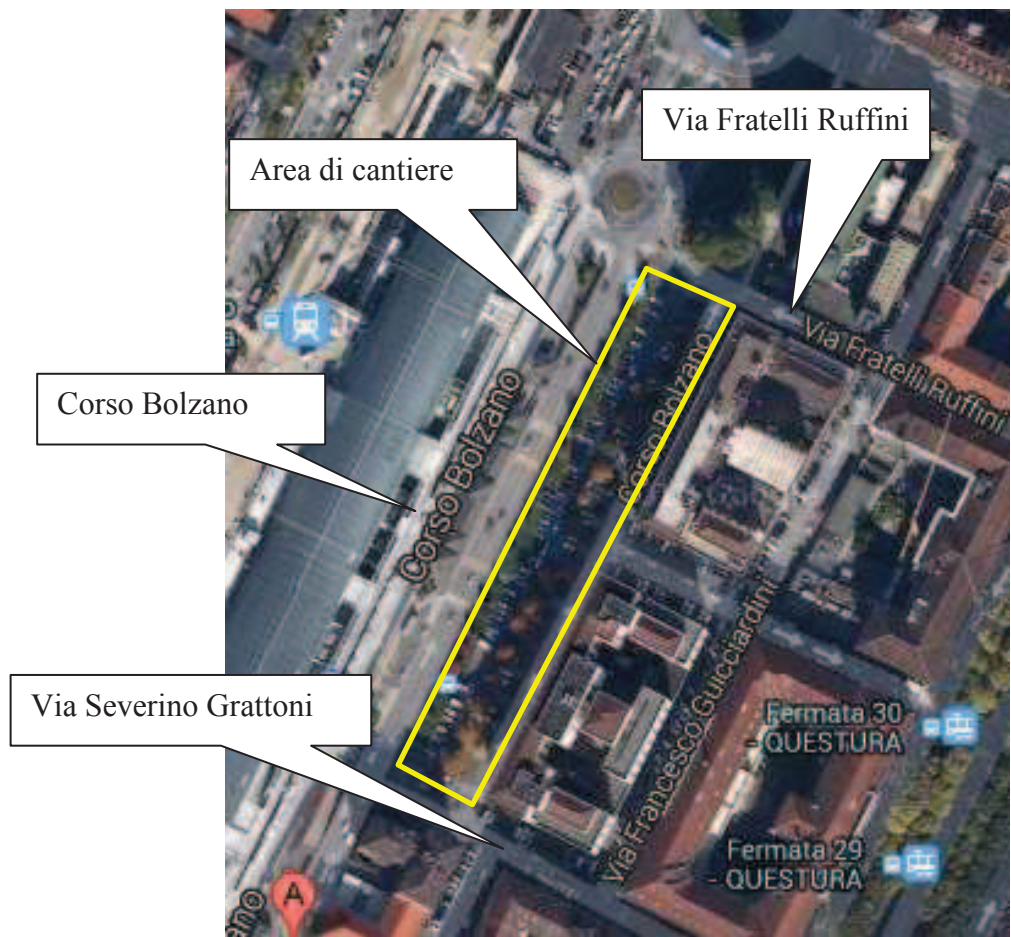 Via Fratelli Ruffini
Area di cantiere
Via Fratelli Ruffini
Corso Bolzano
Corso Bolzano
Corso Bolzano
Via Severino Grattoni
Via Francesco Guicciardini
Fermata 30
- QUESTURA
Fermata 29
- QUESTURA
A